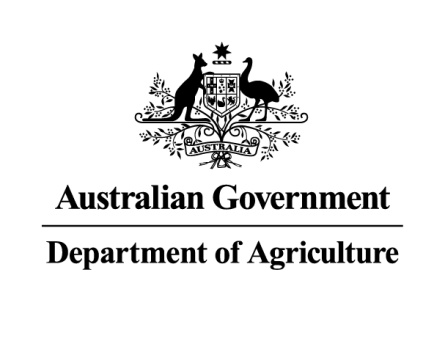 AUSTRALIA
Australian Government
Department of Agriculture